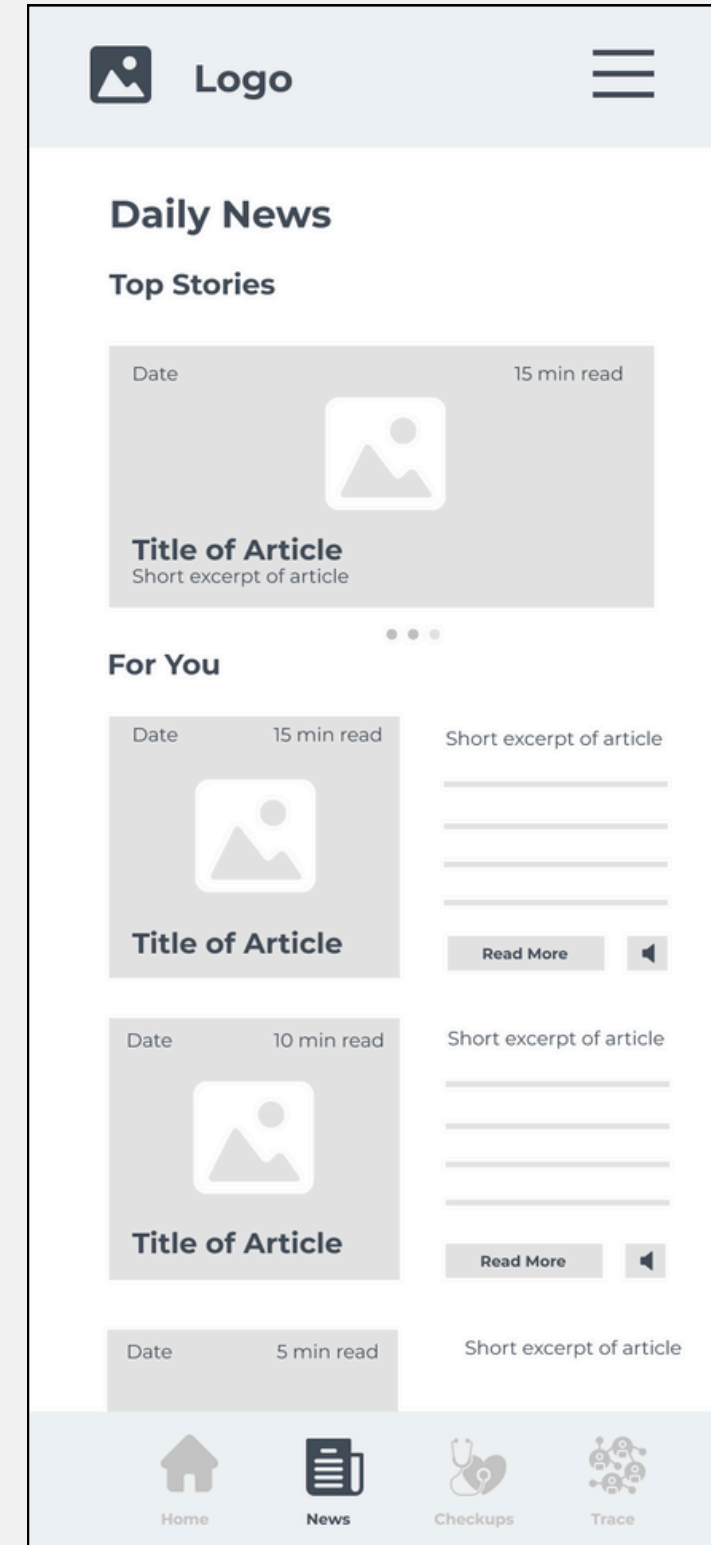 Logo
Daily News
Top Stories
Date 15 min read
Title of Article
Short excerpt of article
For You
Date 15 min read
Title of Article
Short excerpt of article
Read More
Date 10 min read
Title of Article
Short excerpt of article
Read More
Date 5 min read
Short excerpt of article
Home News Checkups Trace